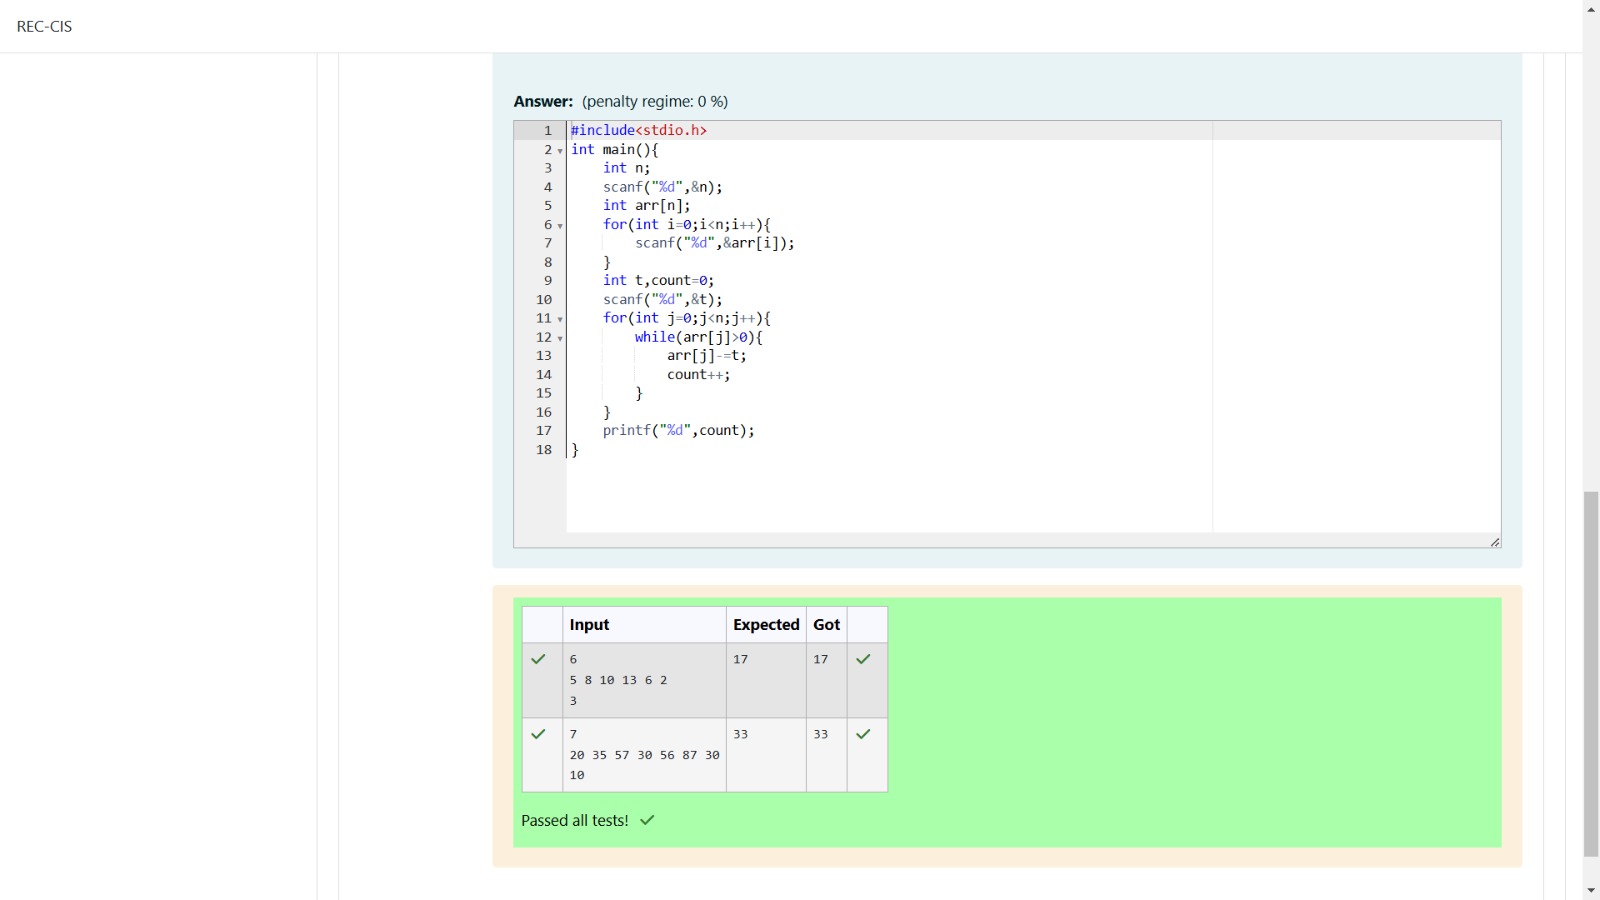 REC-CIS
Answer: (penalty regime: 0 %)
1 #include<stdio.h>
2 int main(){
3     int n;
4     scanf("%d",&n);
5     int arr[n];
6     for(int i=0;i<n;i++){
7         scanf("%d",&arr[i]);
8     }
9     int t,count=0;
10     scanf("%d",&t);
11     for(int j=0;j<n;j++){
12         while(arr[j]>0){
13             arr[j]-=t;
14             count++;
15         }
16     }
17     printf("%d",count);
18 }
Input Expected Got
6 17 17
5 8 10 13 6 2
3
7 33 33
20 35 57 30 56 87 30
10
Passed all tests!